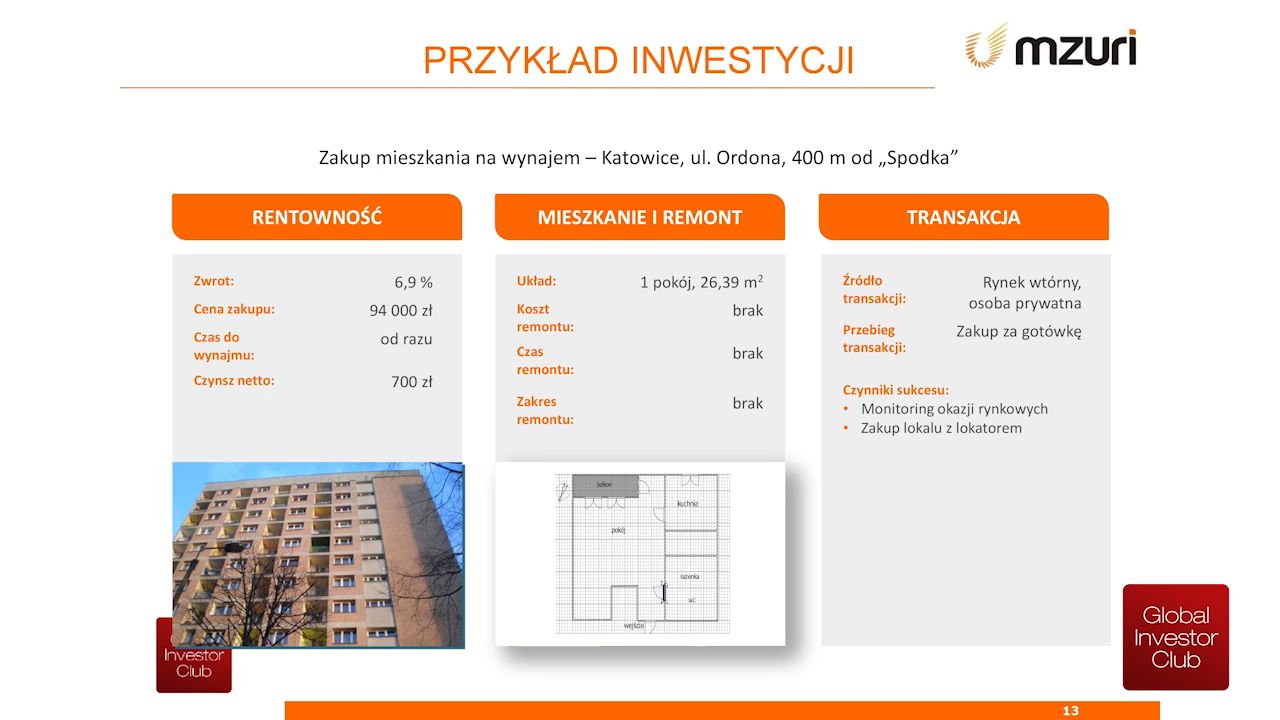 PRZYKŁAD INWESTYCJI
mzuri
Zakup mieszkania na wynajem – Katowice, ul. Ordona, 400 m od „Spodka”
RENTOWNOŚĆ
Zwrot: 6,9 %
Cena zakupu: 94 000 zł
Czas do wynajmu: od razu
Czynsz netto: 700 zł
MIESZKANIE I REMONT
Układ: 1 pokój, 26,39 m²
Koszt remontu: brak
Czas remontu: brak
Zakres remontu: brak
balkon
kuchnia
pokój
łazienka
WC
wejście
TRANSAKCJA
Źródło transakcji: Rynek wtórny, osoba prywatna
Przebieg transakcji: Zakup za gotówkę
Czynniki sukcesu:
• Monitoring okazji rynkowych
• Zakup lokalu z lokatorem
Investor
Club
Global
Investor
Club
13